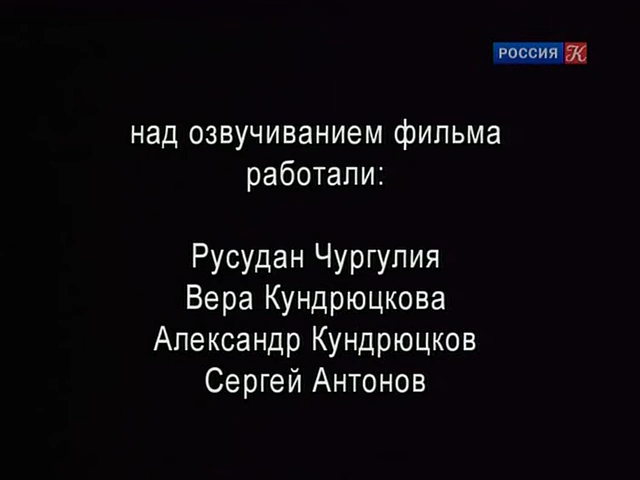 РОССИЯ К
над озвучиванием фильма
работали:
Русудан Чургулия
Вера Кундрюцкова
Александр Кундрюцков
Сергей Антонов